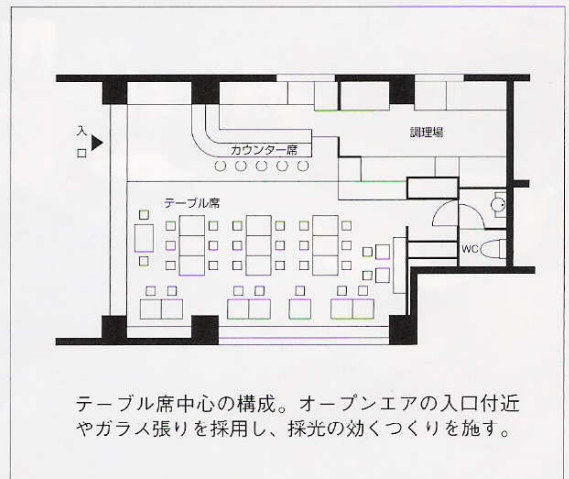 入口
カウンター席
調理場
テーブル席
WC
テーブル席中心の構成。オープンエアの入口付近
やガラス張りを採用し、採光の効くつくりを施す。